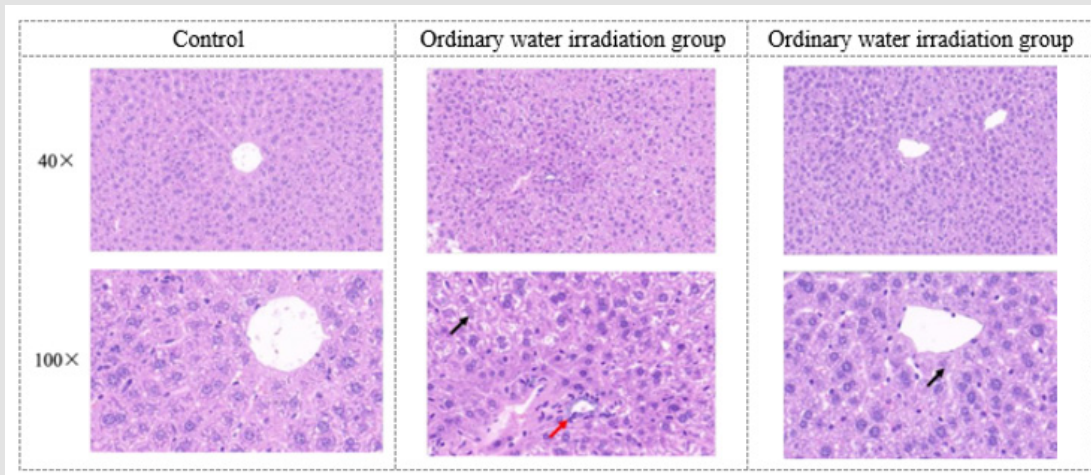 Control
Ordinary water irradiation group
Ordinary water irradiation group
40×
100×